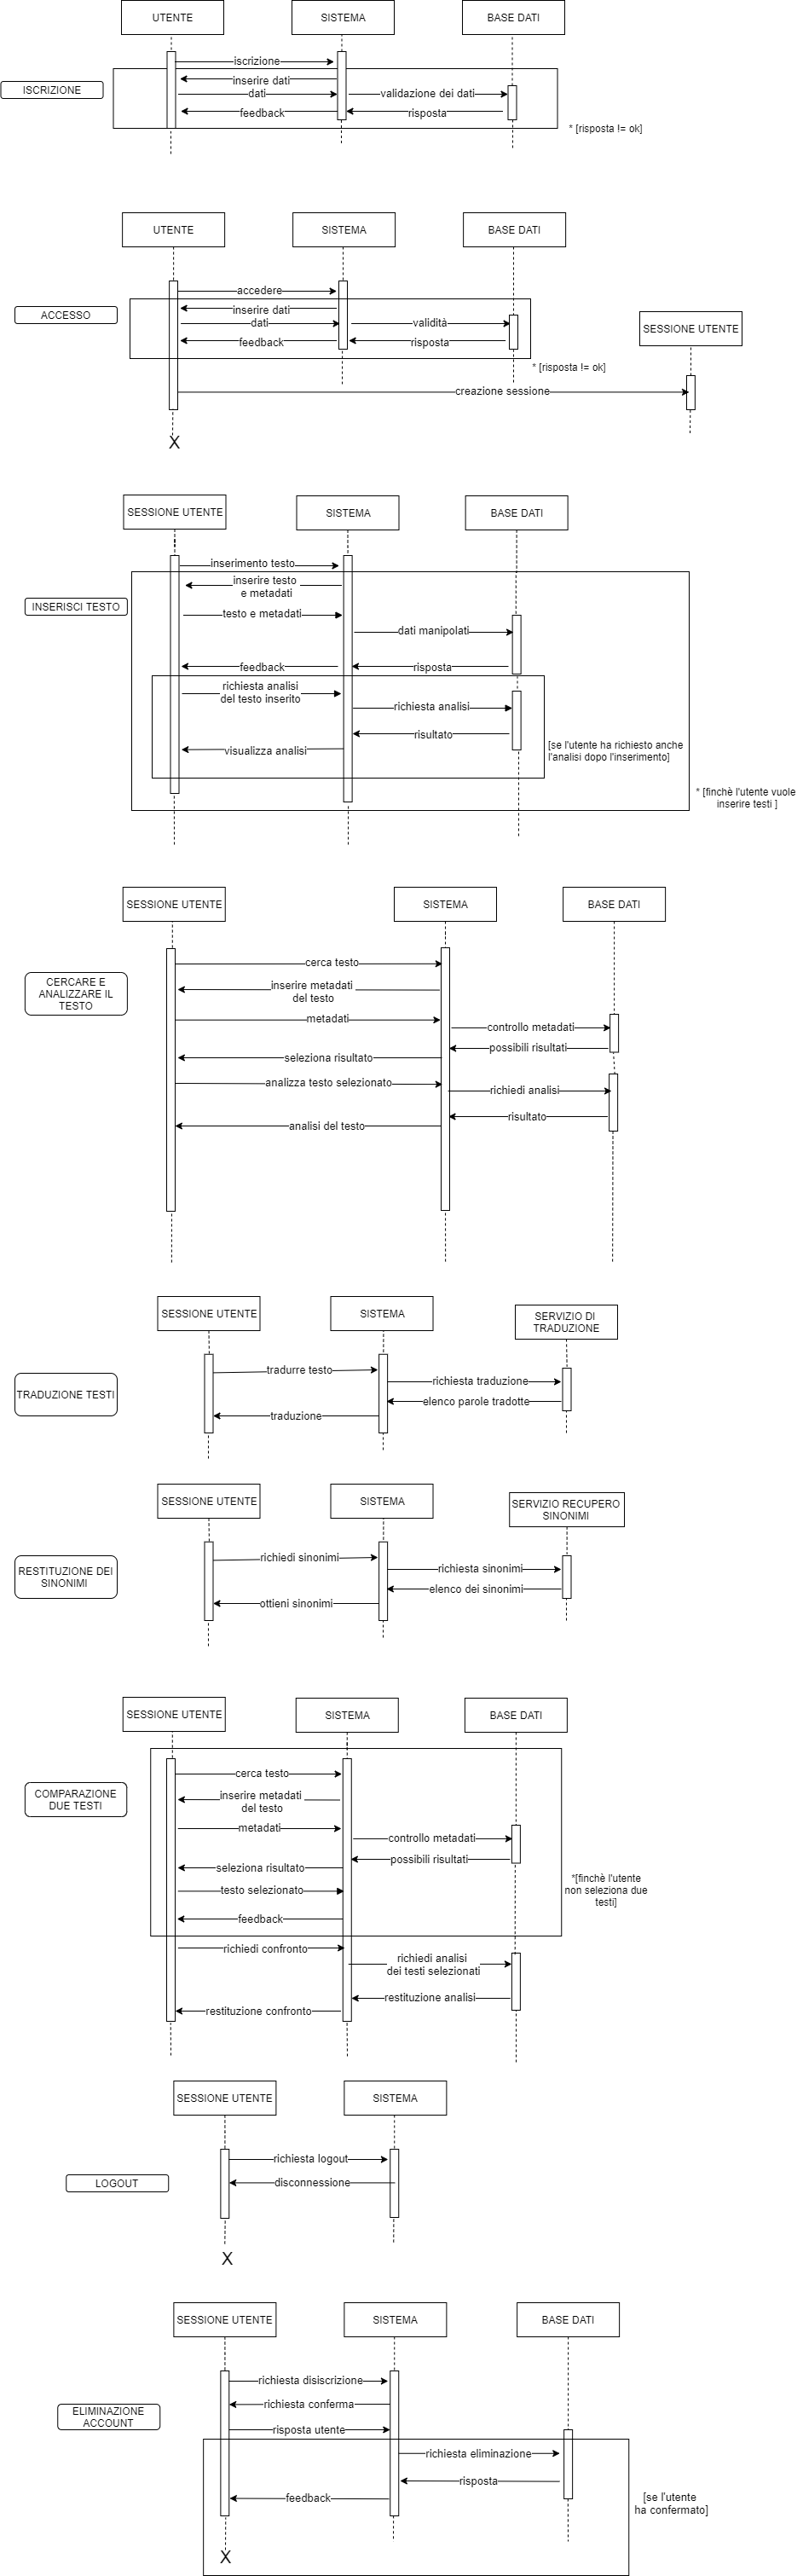 UTENTE
SISTEMA
BASE DATI
iscrizione
inserire dati
ISCRIZIONE
dati
validazione dei dati
feedback
risposta
* [risposta != ok]
UTENTE
SISTEMA
BASE DATI
accedere
inserire dati
ACCESSO
dati
validità
SESSIONE UTENTE
feedback
risposta
* [risposta != ok]
creazione sessione
X
SESSIONE UTENTE
SISTEMA
BASE DATI
inserimento testo
inserire testo
e metadati
INSERISCI TESTO
testo e metadati
dati manipolati
feedback
risposta
richiesta analisi
del testo inserito
richiesta analisi
risultato
visualizza analisi
[se l'utente ha richiesto anche
l'analisi dopo l'inserimento]
* [finchè l'utente vuole
inserire testi ]
SESSIONE UTENTE
SISTEMA
BASE DATI
cerca testo
CERCARE E
ANALIZZARE IL
TESTO
inserire metadati
del testo
metadati
controllo metadati
possibili risultati
seleziona risultato
analizza testo selezionato
richiedi analisi
risultato
analisi del testo
SESSIONE UTENTE
SISTEMA
SERVIZIO DI
TRADUZIONE
tradurre testo
richiesta traduzione
TRADUZIONE TESTI
elenco parole tradotte
traduzione
SESSIONE UTENTE
SISTEMA
SERVIZIO RECUPERO
SINONIMI
richiedi sinonimi
richiesta sinonimi
RESTITUZIONE DEI
SINONIMI
elenco dei sinonimi
ottieni sinonimi
SESSIONE UTENTE
SISTEMA
BASE DATI
cerca testo
COMPARAZIONE
DUE TESTI
inserire metadati
del testo
metadati
controllo metadati
possibili risultati
seleziona risultato
*[finchè l'utente
non seleziona due
testi]
testo selezionato
feedback
richiedi confronto
richiedi analisi
dei testi selezionati
restituzione analisi
restituzione confronto
SESSIONE UTENTE
SISTEMA
richiesta logout
LOGOUT
disconnessione
X
SESSIONE UTENTE
SISTEMA
BASE DATI
richiesta disiscrizione
richiesta conferma
ELIMINAZIONE
ACCOUNT
risposta utente
richiesta eliminazione
risposta
feedback
[se l'utente
ha confermato]
X